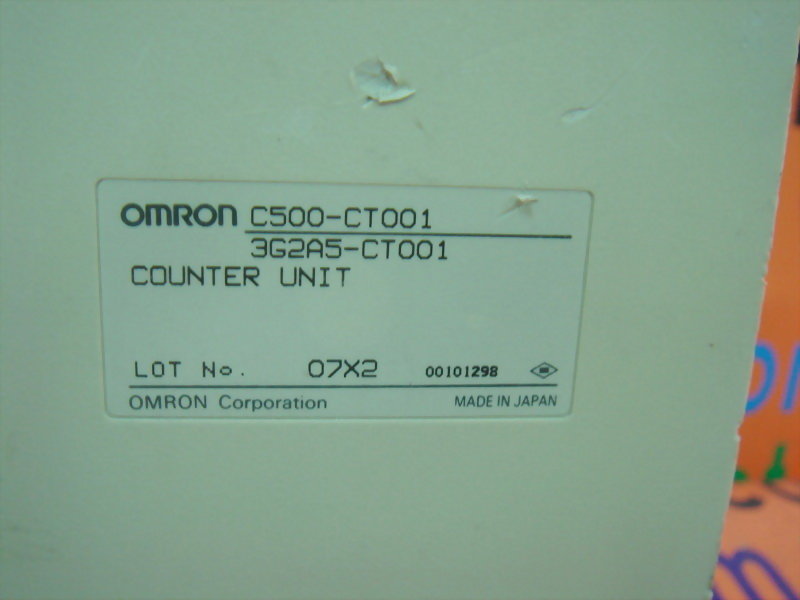 OMRON C500-CT001
3G2A5-CT001
COUNTER UNIT
LOT No. 07X2 00101298
OMRON Corporation MADE IN JAPAN